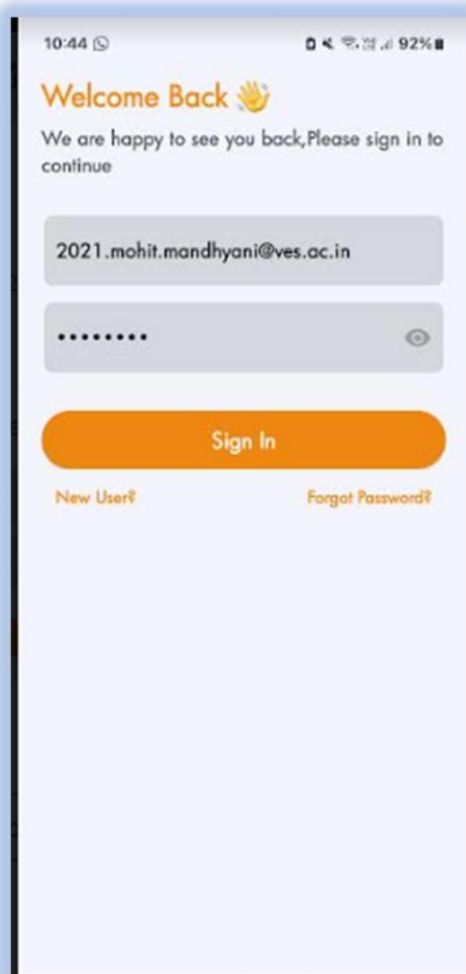 10:44
92%
Welcome Back 👋
We are happy to see you back,Please sign in to
continue
2021.mohit.mandhyani@ves.ac.in
••••••••
Sign In
New User?
Forgot Password?